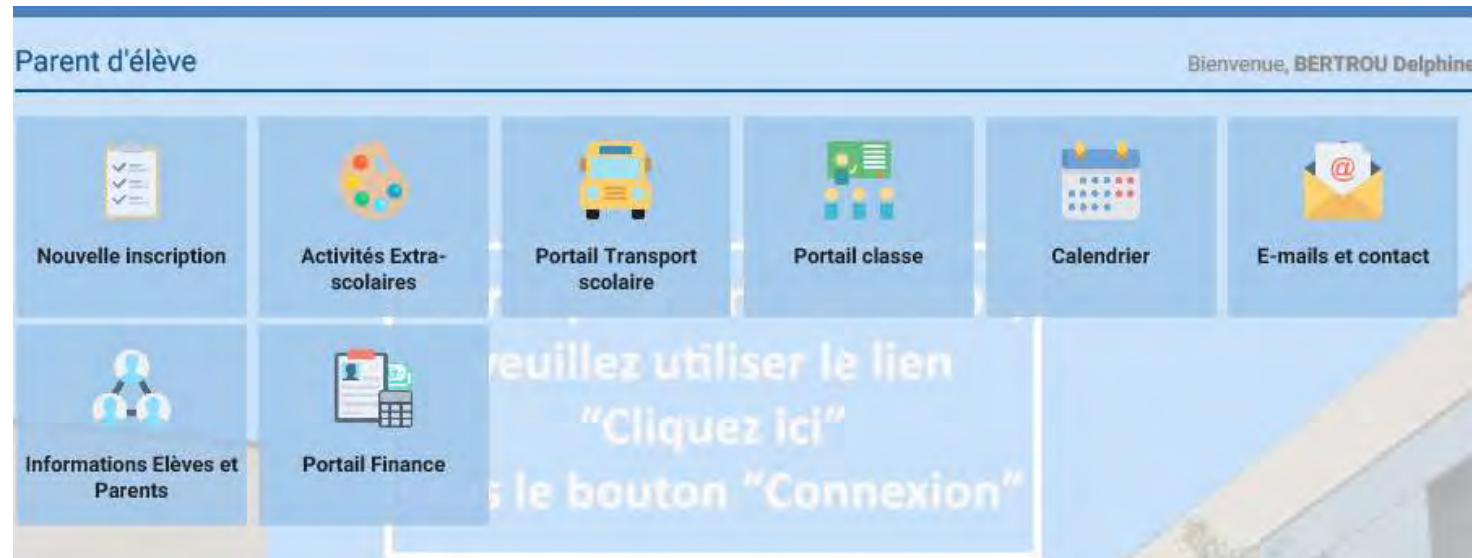 Parent d'élève
Bienvenue, BERTROU Delphine
Nouvelle inscription
Activités Extra-
scolaires
Portail Transport
scolaire
Portail classe
Calendrier
E-mails et contact
@
Informations Elèves et
Parents
Portail Finance
veuillez utiliser le lien
"Cliquez ici"
le bouton "Connexion"